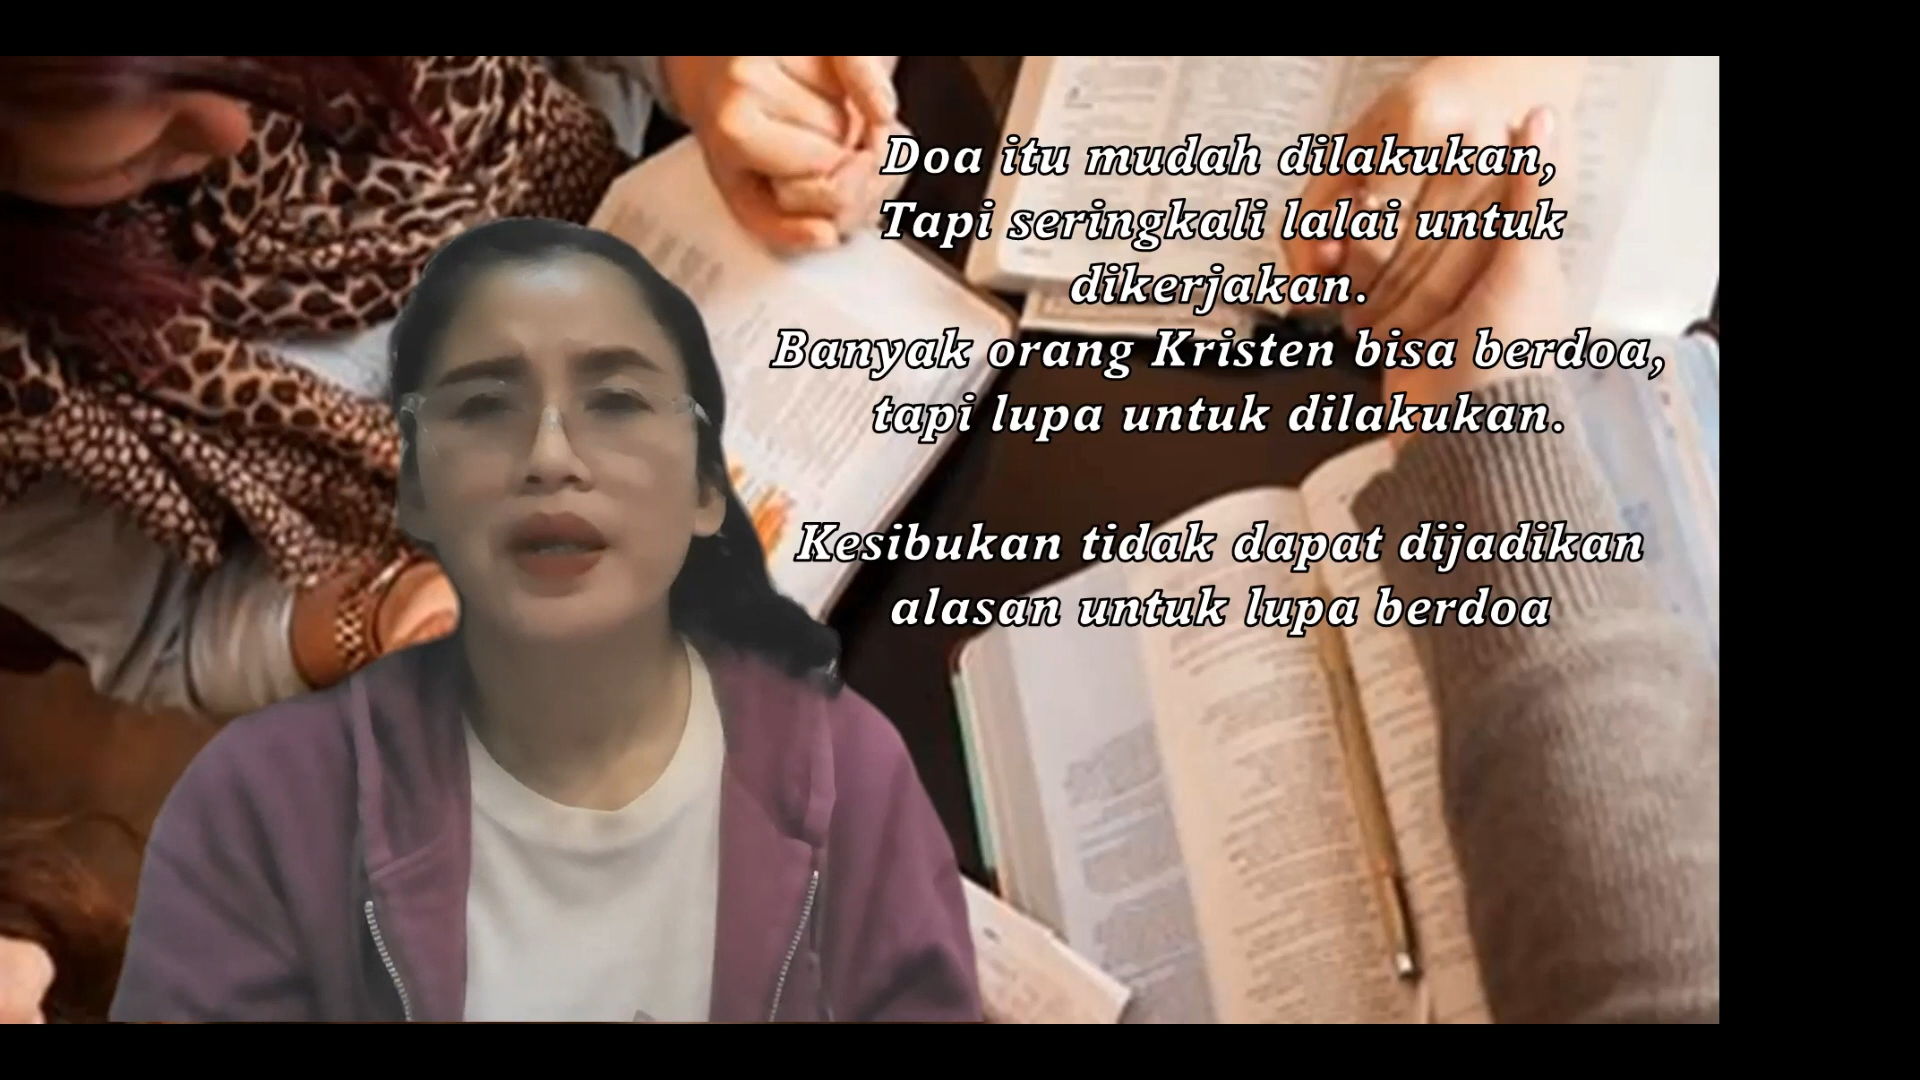 Doa itu mudah dilakukan,
Tapi seringkali lalai untuk
dikerjakan.
Banyak orang Kristen bisa berdoa,
tapi lupa untuk dilakukan.
Kesibukan tidak dapat dijadikan
alasan untuk lupa berdoa